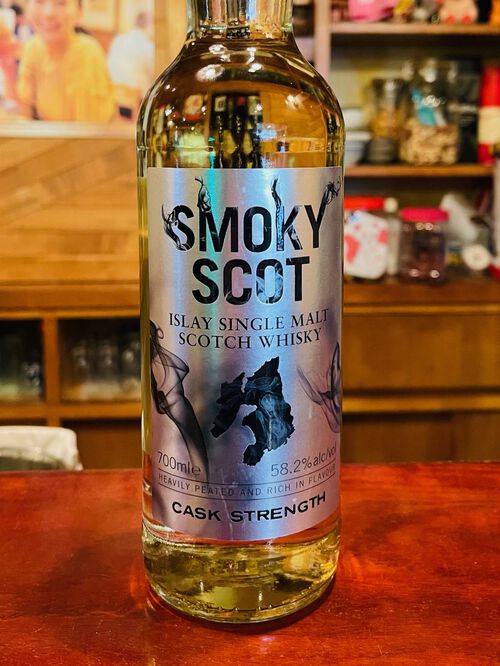 SMOKY
SCOT
ISLAY SINGLE MALT
SCOTCH WHISKY
700ml℮ 58.2%alc/vol
HEAVILY PEATED AND RICH IN FLAVOUR
CASK STRENGTH